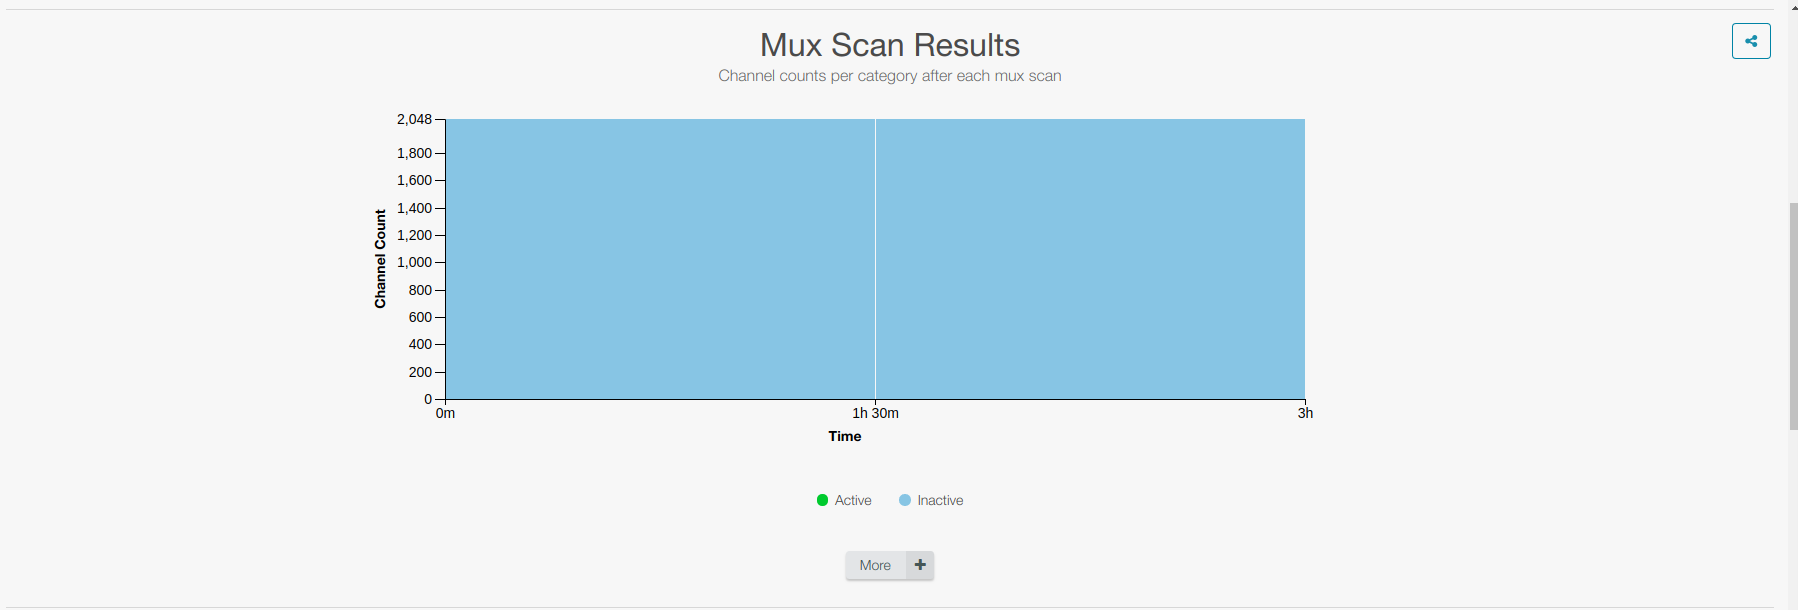 Mux Scan Results
Channel counts per category after each mux scan
2,048
1,800
1,600
1,400
1,200
1,000
800
600
400
200
0
Channel Count
0m 1h 30m 3h
Time
Active Inactive
More +